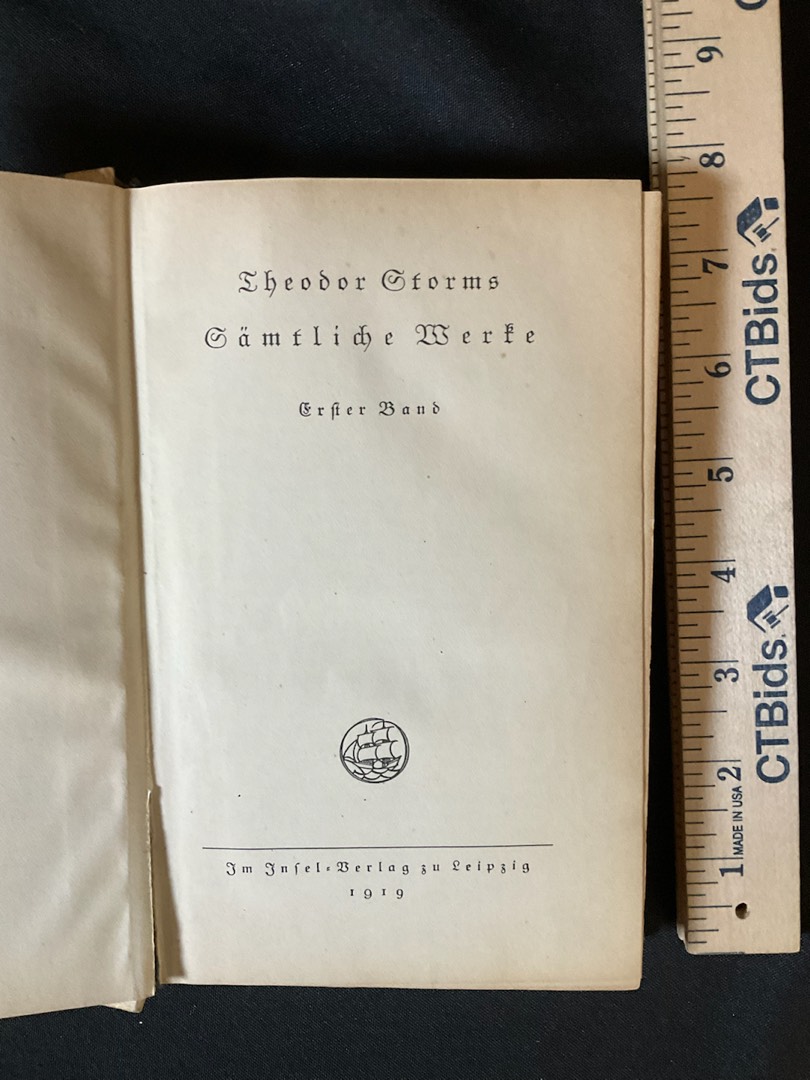 Theodor Storms
Sämtliche Werke
Erſter Band
Im Inſel-Verlag zu Leipzig
1919
9
8
7
6
5
4
3
2
1
CTBids
CTBids
MADE IN USA